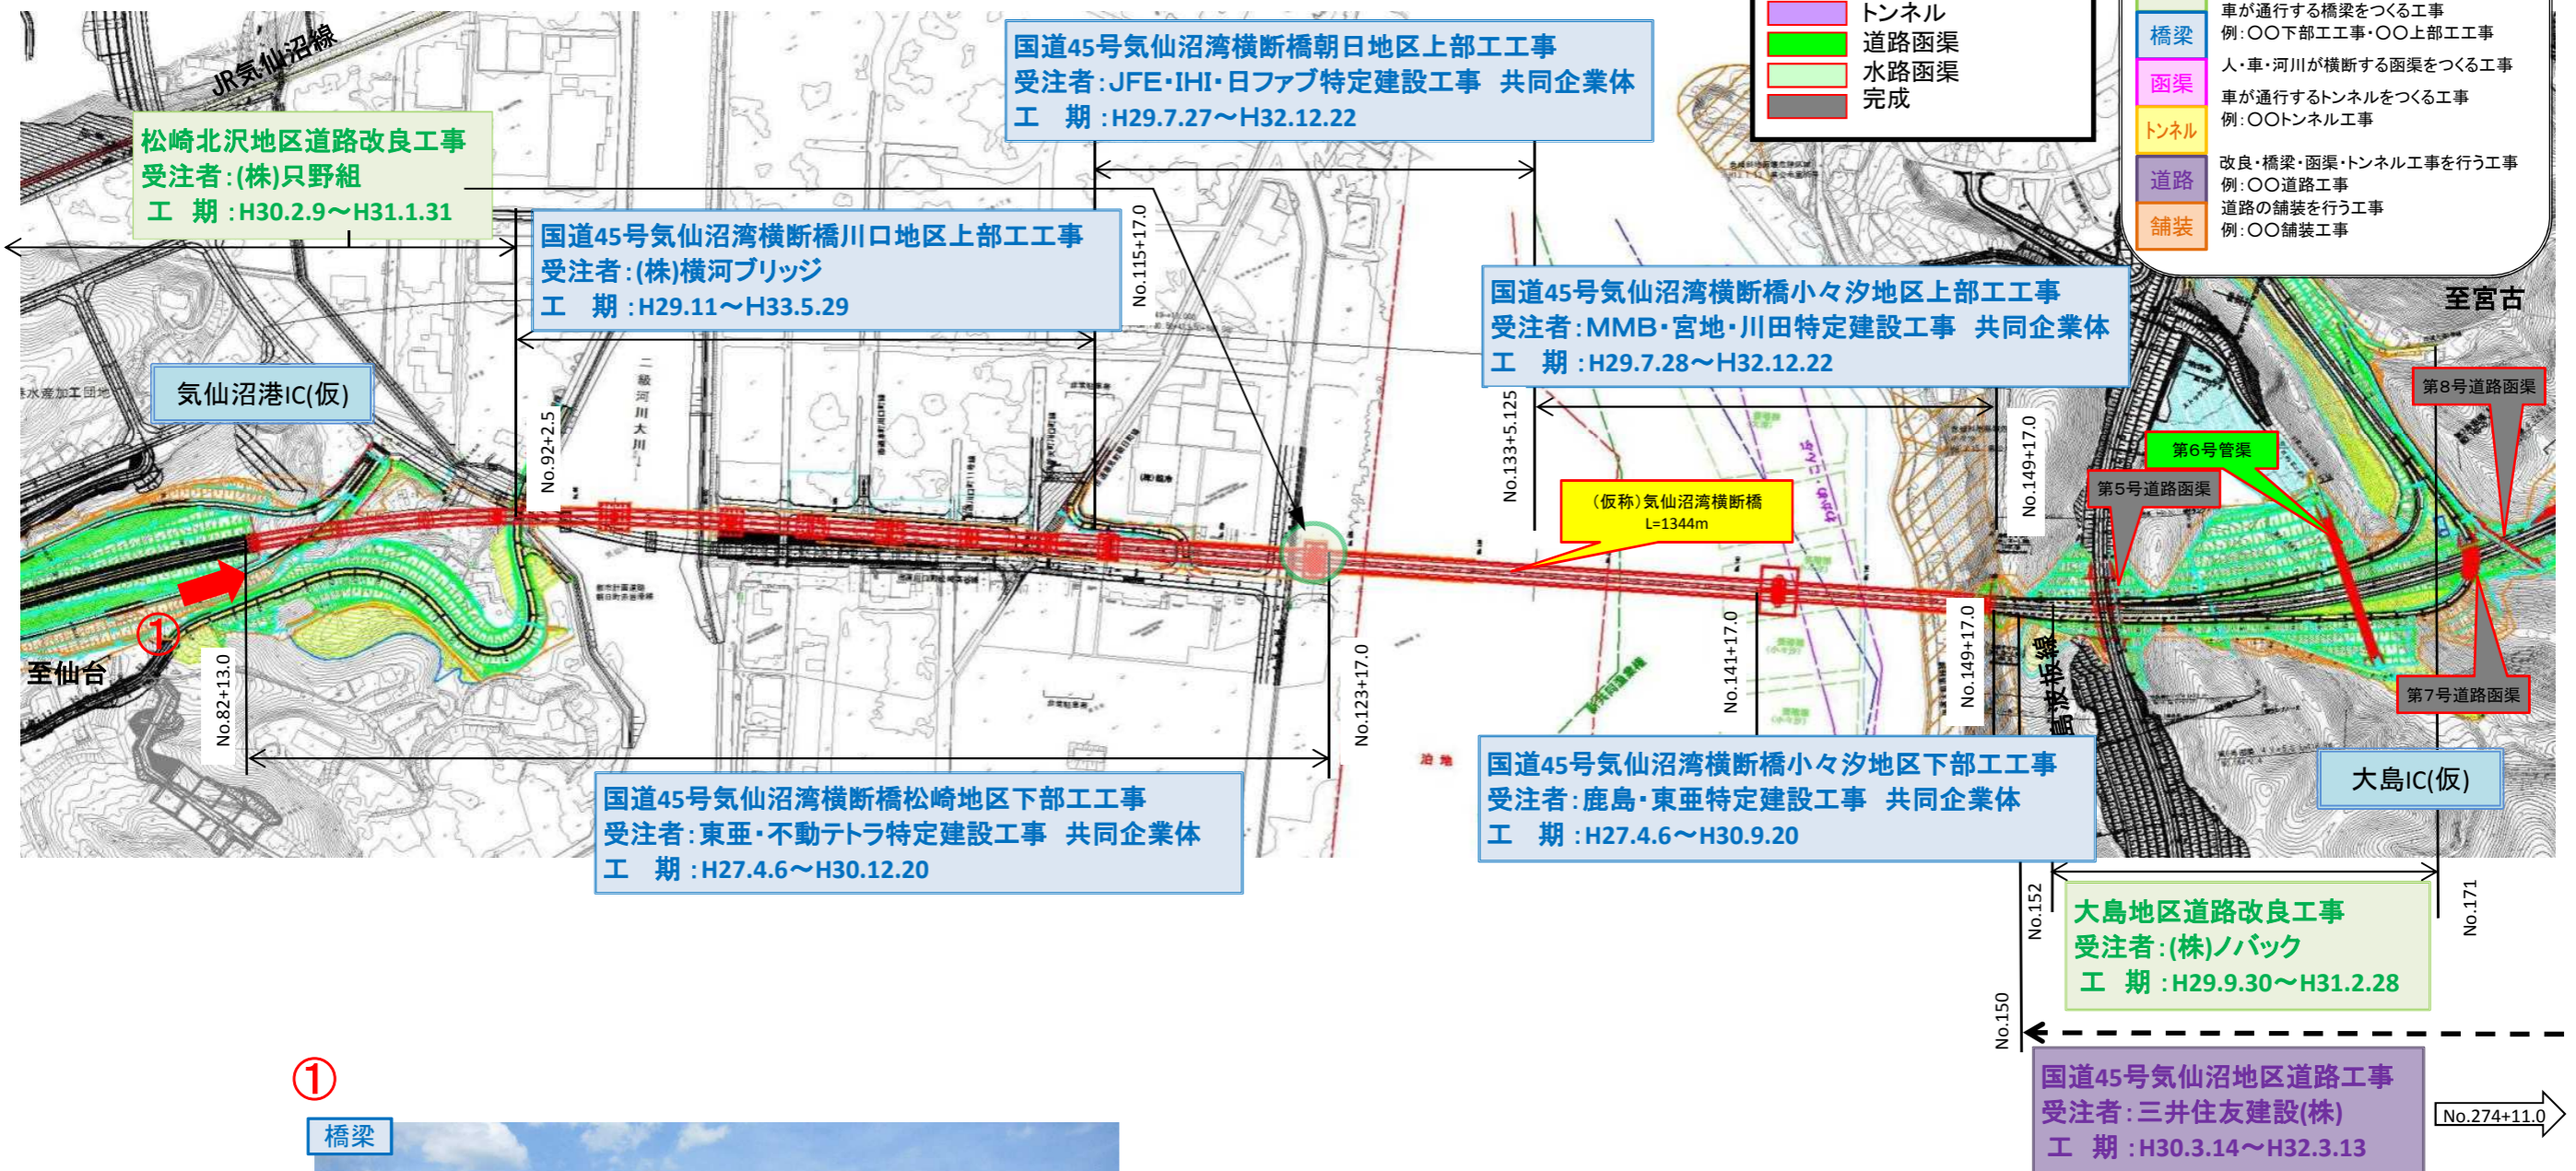 トンネル
道路函渠
水路函渠
完成
車が通行する橋梁をつくる工事
橋梁
例：〇〇下部工工事・〇〇上部工工事
人・車・河川が横断する函渠をつくる工事
函渠
車が通行するトンネルをつくる工事
トンネル
例：〇〇トンネル工事
改良・橋梁・函渠・トンネル工事を行う工事
道路
例：〇〇道路工事
道路の舗装を行う工事
舗装
例：〇〇舗装工事
JR気仙沼線
国道45号気仙沼湾横断橋朝日地区上部工工事
受注者：JFE・IHI・日ファブ特定建設工事　共同企業体
工　期：H29.7.27～H32.12.22
松崎北沢地区道路改良工事
受注者：(株)只野組
工　期：H30.2.9～H31.1.31
国道45号気仙沼湾横断橋川口地区上部工工事
受注者：(株)横河ブリッジ
工　期：H29.11～H33.5.29
No.115+17.0
国道45号気仙沼湾横断橋小々汐地区上部工工事
受注者：MMB・宮地・川田特定建設工事　共同企業体
工　期：H29.7.28～H32.12.22
至宮古
気仙沼港IC(仮)
水産加工団地
二級河川大川
No.92+2.5
No.133+5.125
No.149+17.0
わかめ・こんぶ
第8号道路函渠
第6号管渠
第5号道路函渠
(仮称)気仙沼湾横断橋
L=1344m
①
至仙台
No.82+13.0
No.123+17.0
No.141+17.0
No.149+17.0
島波板線
第7号道路函渠
泊地
大島IC(仮)
国道45号気仙沼湾横断橋松崎地区下部工工事
受注者：東亜・不動テトラ特定建設工事　共同企業体
工　期：H27.4.6～H30.12.20
国道45号気仙沼湾横断橋小々汐地区下部工工事
受注者：鹿島・東亜特定建設工事　共同企業体
工　期：H27.4.6～H30.9.20
No.152
No.171
大島地区道路改良工事
受注者：(株)ノバック
工　期：H29.9.30～H31.2.28
No.150
国道45号気仙沼地区道路工事
受注者：三井住友建設(株)
工　期：H30.3.14～H32.3.13
No.274+11.0
①
橋梁